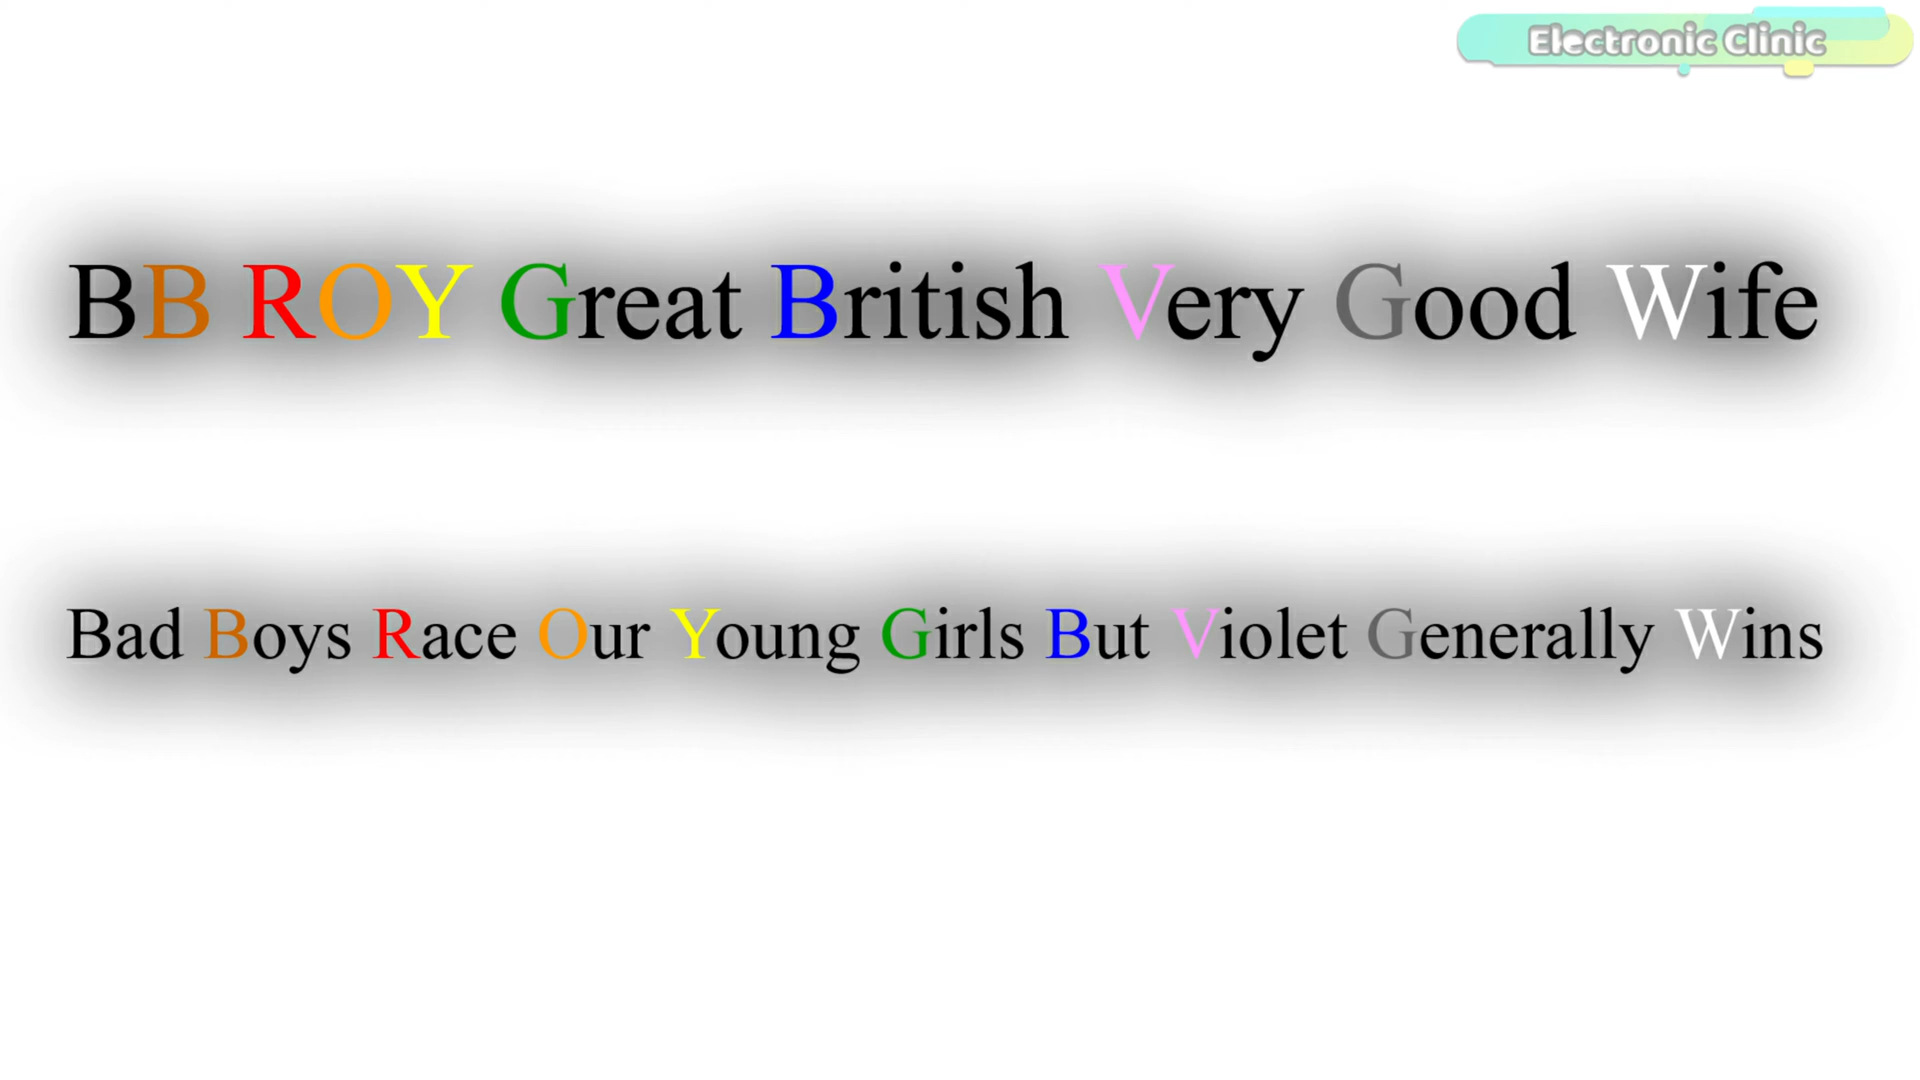 Electronic Clinic
BB ROY Great British Very Good Wife
Bad Boys Race Our Young Girls But Violet Generally Wins